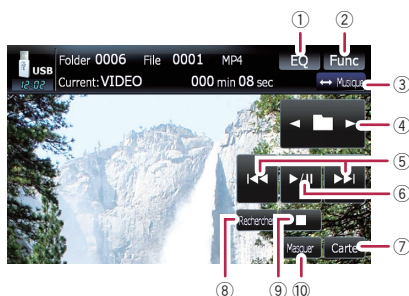 ① ②
Folder 0006 File 0001 MP4 EQ Func
USB
Current: VIDEO 000 min 08 sec
12:02
Musique
③
④
⑤
⑥
Rechercher
Masquer Carte
⑦
⑧ ⑨ ⑩